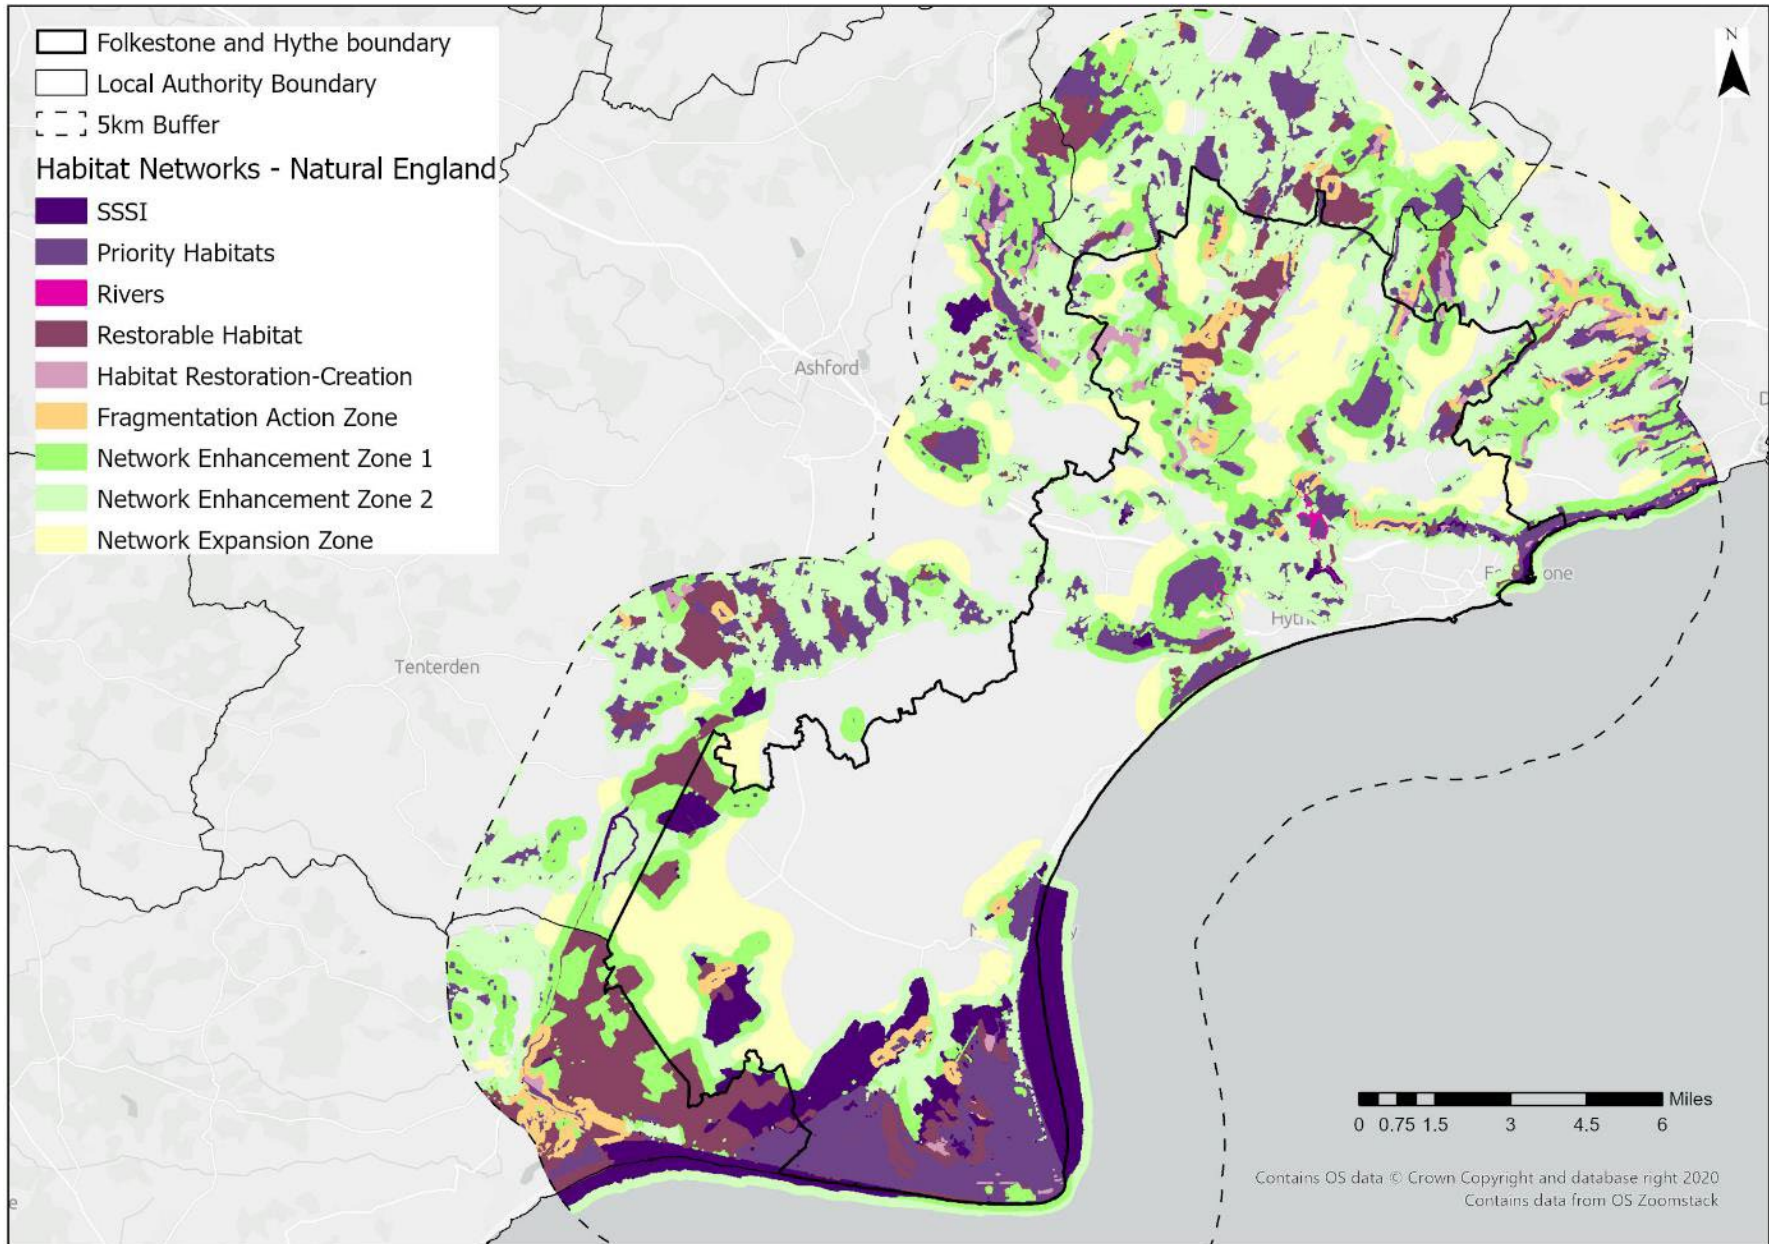 Folkestone and Hythe boundary
Local Authority Boundary
5km Buffer
Habitat Networks - Natural England
SSSI
Priority Habitats
Rivers
Restorable Habitat
Habitat Restoration-Creation
Fragmentation Action Zone
Network Enhancement Zone 1
Network Enhancement Zone 2
Network Expansion Zone
N
Ashford
Tenterden
Miles
0 0.75 1.5 3 4.5 6
Contains OS data © Crown Copyright and database right 2020
Contains data from OS Zoomstack